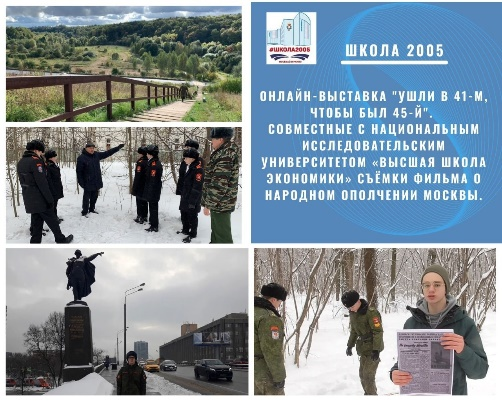 #ШКОЛА2005
ШКОЛА 2005
ОНЛАЙН-ВЫСТАВКА "УШЛИ В 41-М,
ЧТОБЫ БЫЛ 45-Й".
СОВМЕСТНЫЕ С НАЦИОНАЛЬНЫМ
ИССЛЕДОВАТЕЛЬСКИМ
УНИВЕРСИТЕТОМ «ВЫСШАЯ ШКОЛА
ЭКОНОМИКИ» СЪЁМКИ ФИЛЬМА О
НАРОДНОМ ОПОЛЧЕНИИ МОСКВЫ.